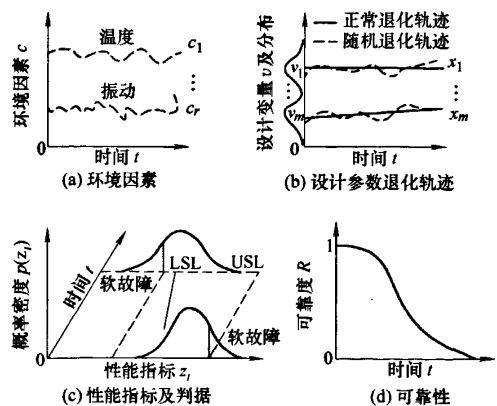 环境因素 c
温度
c₁
⋮
振动
cᵣ
0
时间 t
(a) 环境因素
设计变量 υ 及分布
正常退化轨迹
随机退化轨迹
v₁
x₁
⋮
⋮
vₘ
xₘ
0
时间 t
(b) 设计参数退化轨迹
概率密度 p(zₗ)
时间 t
软故障
LSL
USL
软故障
0
性能指标 zₗ
(c) 性能指标及判据
可靠度 R
1
0
时间 t
(d) 可靠性